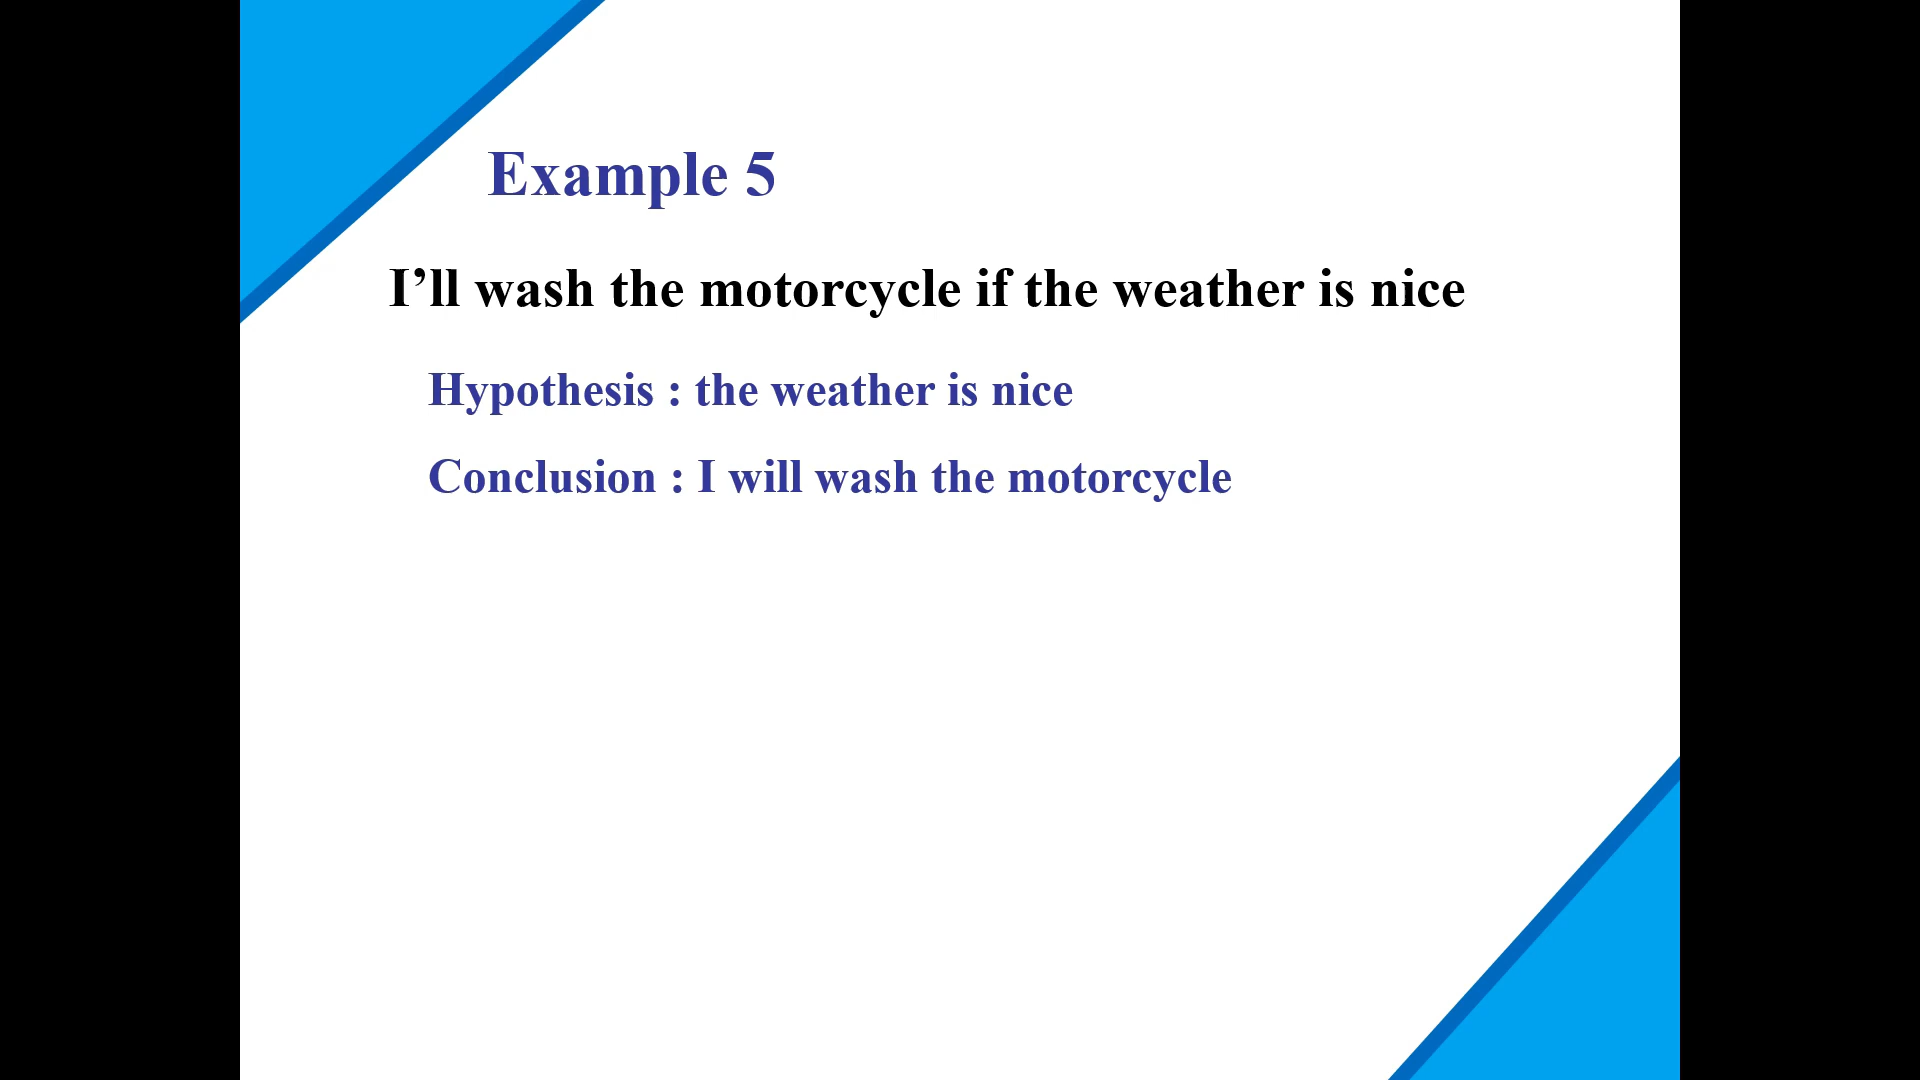 Example 5
I’ll wash the motorcycle if the weather is nice
Hypothesis : the weather is nice
Conclusion : I will wash the motorcycle